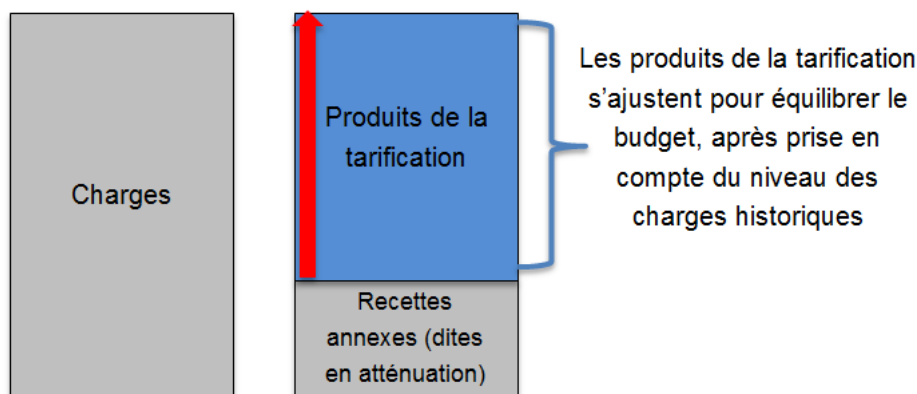 Charges
Produits de la
tarification
Recettes
annexes (dites
en atténuation)
Les produits de la tarification
s'ajustent pour équilibrer le
budget, après prise en
compte du niveau des
charges historiques